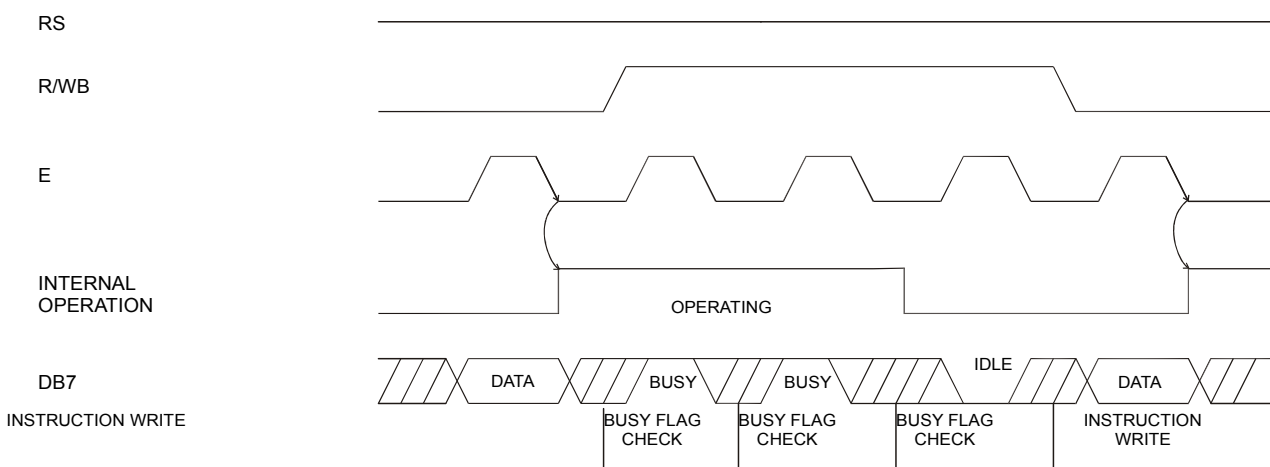 RS
R/WB
E
INTERNAL
OPERATION
OPERATING
DB7
DATA
BUSY
BUSY
IDLE
DATA
INSTRUCTION WRITE
BUSY FLAG
CHECK
BUSY FLAG
CHECK
BUSY FLAG
CHECK
INSTRUCTION
WRITE